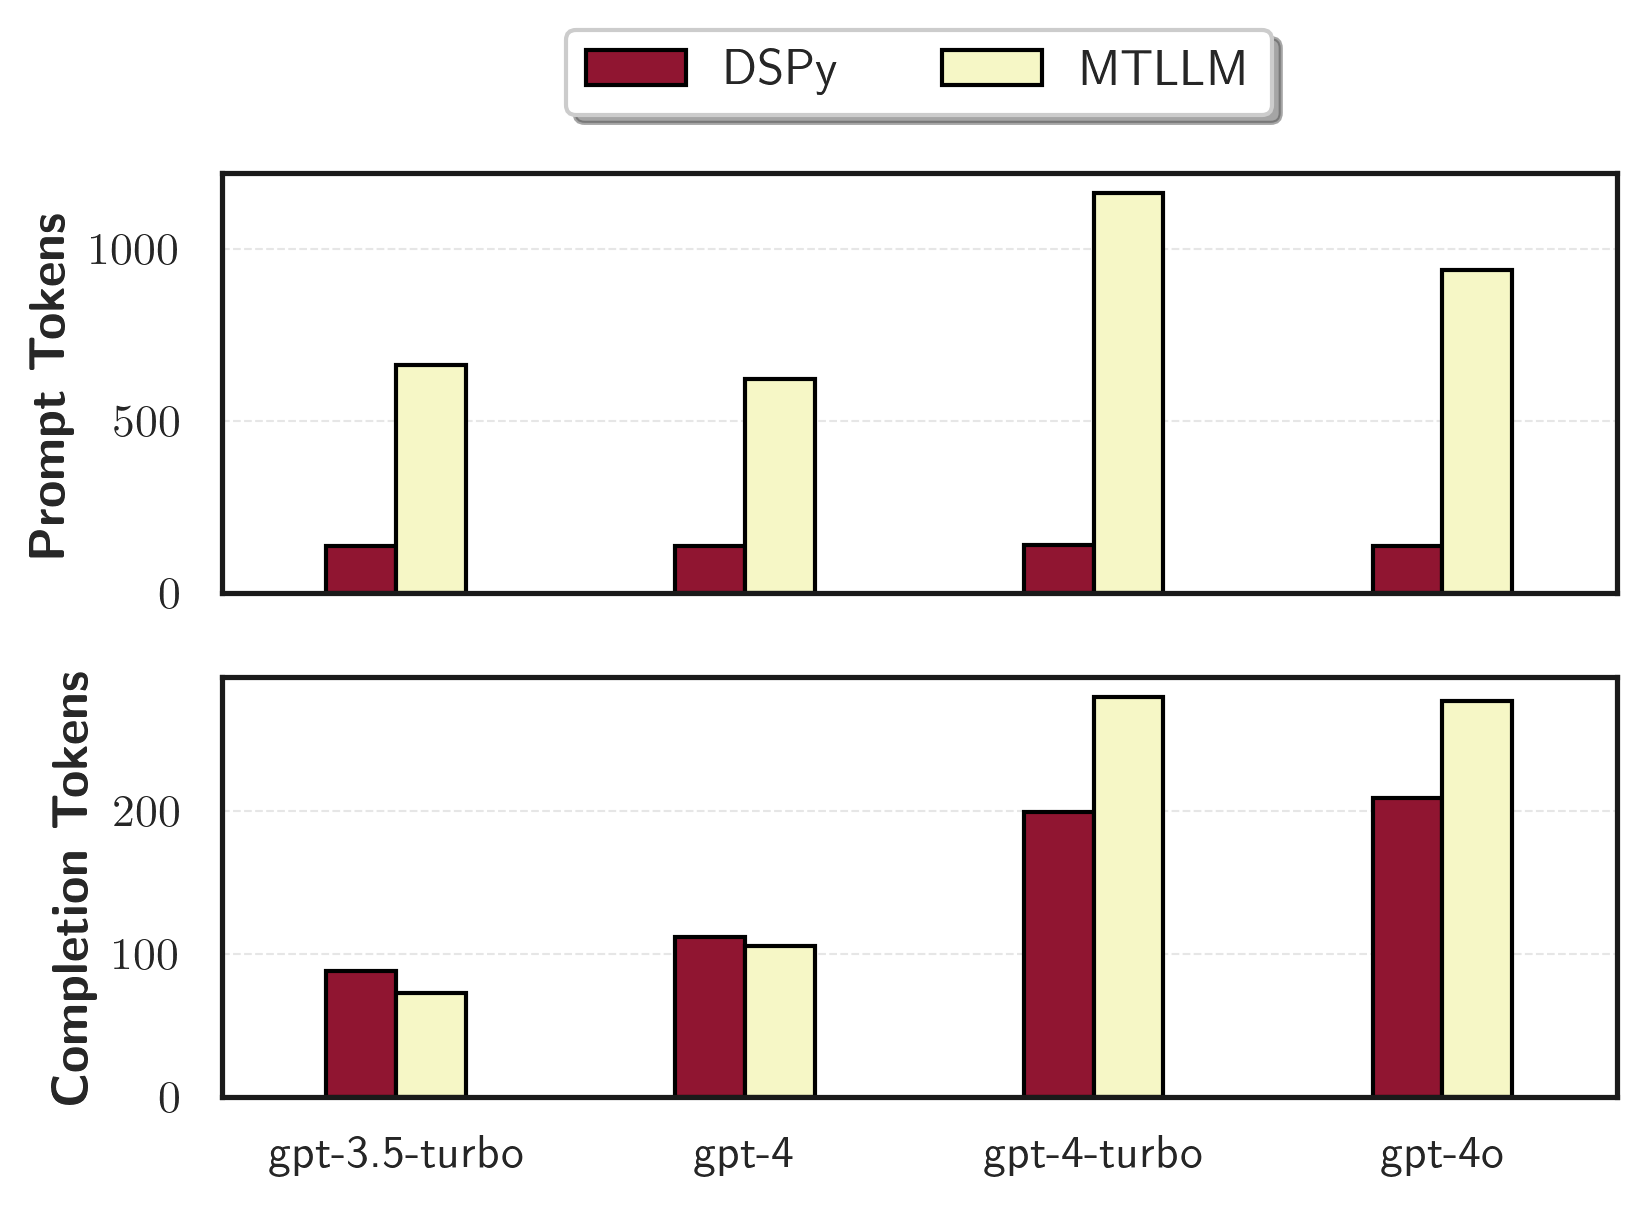 DSPy MTLLM
Prompt Tokens
1000
500
0
Completion Tokens
200
100
0
gpt-3.5-turbo gpt-4 gpt-4-turbo gpt-4o